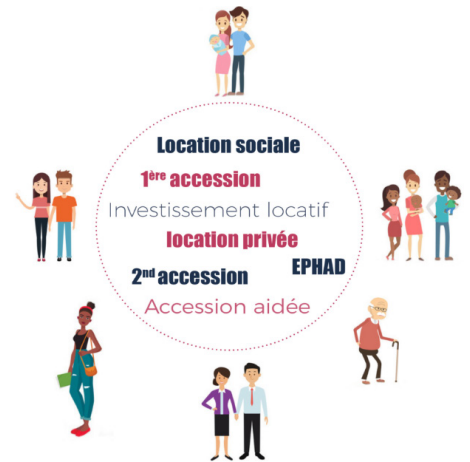 Location sociale
1ère accession
Investissement locatif
location privée
EPHAD
2nd accession
Accession aidée